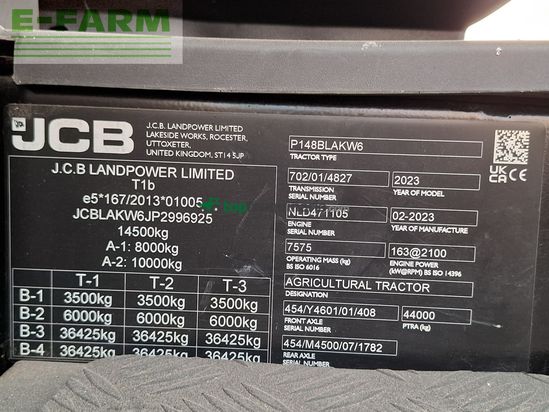 E-FARM
JCB
J.C.B. LANDPOWER LIMITED
LAKESIDE WORKS, ROCESTER,
UTTOXETER,
UNITED KINGDOM, ST14 5JP
J.C.B LANDPOWER LIMITED
T1b
e5*167/2013*01005
JCBLAKW6JP2996925
14500kg
A-1: 8000kg
A-2: 10000kg
T-1 T-2 T-3
B-1 3500kg 3500kg 3500kg
B-2 6000kg 6000kg 6000kg
B-3 36425kg 36425kg 36425kg
B-4 36425kg 36425kg 36425kg
P148BLAKW6
TRACTOR TYPE
702/01/4827 2023
TRANSMISSION YEAR OF MODEL
SERIAL NUMBER
NLD471105 02-2023
ENGINE YEAR OF MANUFACTURE
SERIAL NUMBER
7575 163@2100
OPERATING MASS (kg) ENGINE POWER
BS ISO 6016 (kW@RPM) BS ISO 14396
AGRICULTURAL TRACTOR
DESIGNATION
454/Y4601/01/408 44000
FRONT AXLE PTRA (kg)
SERIAL NUMBER
454/M4500/07/1782
REAR AXLE
UK CA CE
top